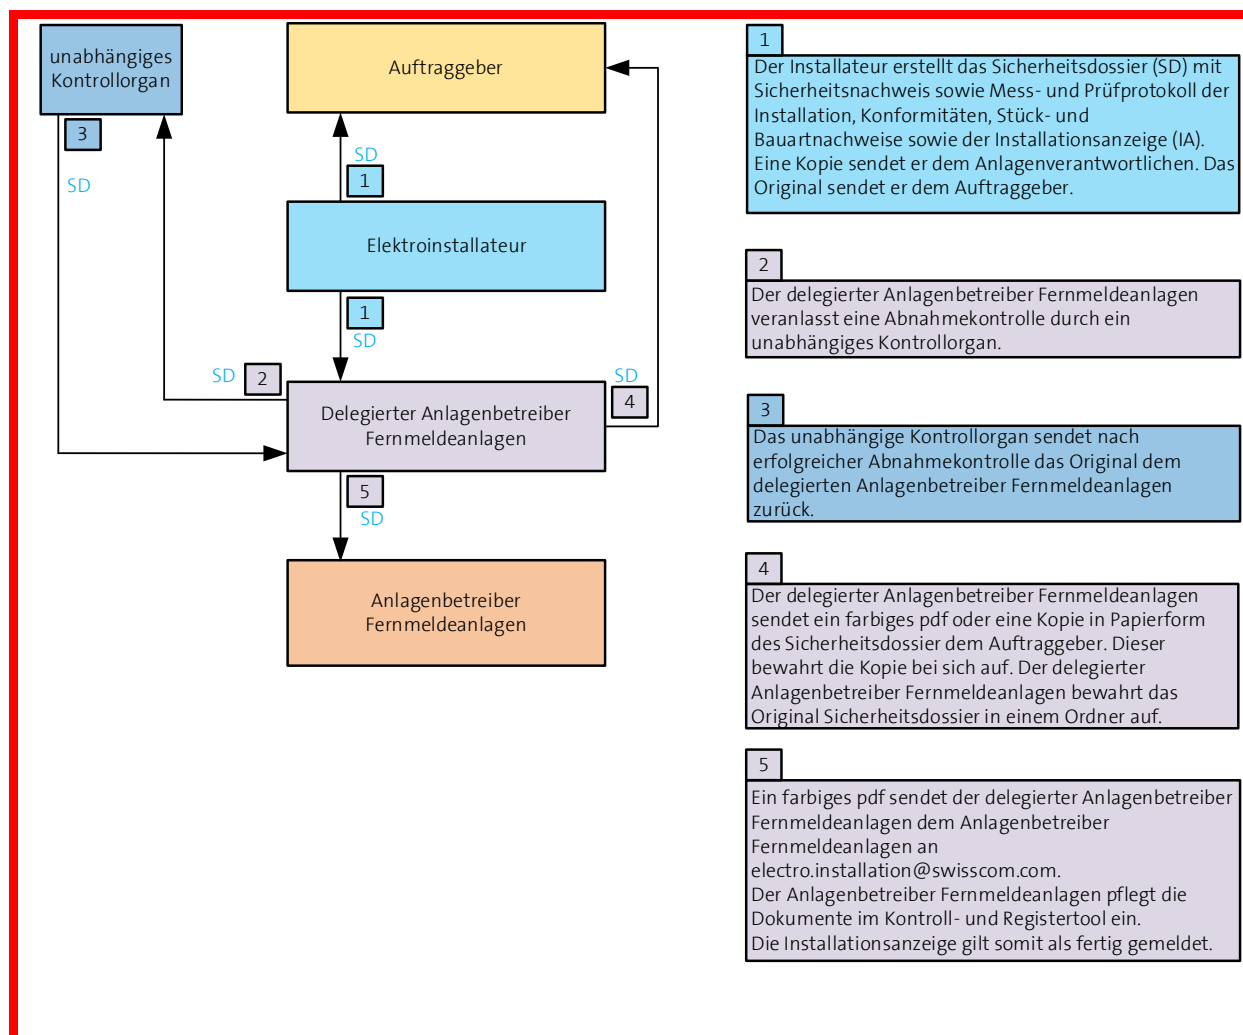 unabhängiges
Kontrollorgan
3
SD
Auftraggeber
SD
1
Elektroinstallateur
1
SD
SD
2
Delegierter Anlagenbetreiber
Fernmeldeanlagen
SD
4
5
SD
Anlagenbetreiber
Fernmeldeanlagen
1
Der Installateur erstellt das Sicherheitsdossier (SD) mit
Sicherheitsnachweis sowie Mess- und Prüfprotokoll der
Installation, Konformitäten, Stück- und
Bauartnachweise sowie der Installationsanzeige (IA).
Eine Kopie sendet er dem Anlagenverantwortlichen. Das
Original sendet er dem Auftraggeber.
2
Der delegierter Anlagenbetreiber Fernmeldeanlagen
veranlasst eine Abnahmekontrolle durch ein
unabhängiges Kontrollorgan.
3
Das unabhängige Kontrollorgan sendet nach
erfolgreicher Abnahmekontrolle das Original dem
delegierten Anlagenbetreiber Fernmeldeanlagen
zurück.
4
Der delegierter Anlagenbetreiber Fernmeldeanlagen
sendet ein farbiges pdf oder eine Kopie in Papierform
des Sicherheitsdossier dem Auftraggeber. Dieser
bewahrt die Kopie bei sich auf. Der delegierter
Anlagenbetreiber Fernmeldeanlagen bewahrt das
Original Sicherheitsdossier in einem Ordner auf.
5
Ein farbiges pdf sendet der delegierter Anlagenbetreiber
Fernmeldeanlagen dem Anlagenbetreiber
Fernmeldeanlagen an
electro.installation@swisscom.com.
Der Anlagenbetreiber Fernmeldeanlagen pflegt die
Dokumente im Kontroll- und Registertool ein.
Die Installationsanzeige gilt somit als fertig gemeldet.